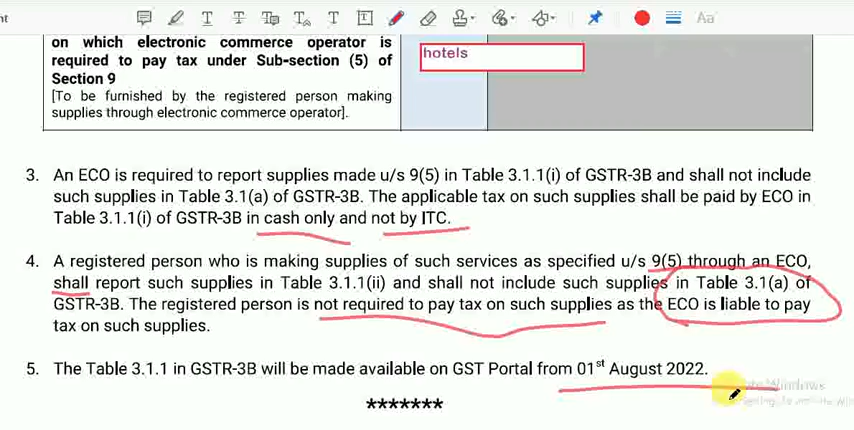 nt
T T T T T T Aa
on which electronic commerce operator is
required to pay tax under Sub-section (5) of
Section 9
[To be furnished by the registered person making
supplies through electronic commerce operator].
hotels
3. An ECO is required to report supplies made u/s 9(5) in Table 3.1.1(i) of GSTR-3B and shall not include
such supplies in Table 3.1(a) of GSTR-3B. The applicable tax on such supplies shall be paid by ECO in
Table 3.1.1(i) of GSTR-3B in cash only and not by ITC.
4. A registered person who is making supplies of such services as specified u/s 9(5) through an ECO,
shall report such supplies in Table 3.1.1(ii) and shall not include such supplies in Table 3.1(a) of
GSTR-3B. The registered person is not required to pay tax on such supplies as the ECO is liable to pay
tax on such supplies.
5. The Table 3.1.1 in GSTR-3B will be made available on GST Portal from 01st August 2022.
Windows
*******